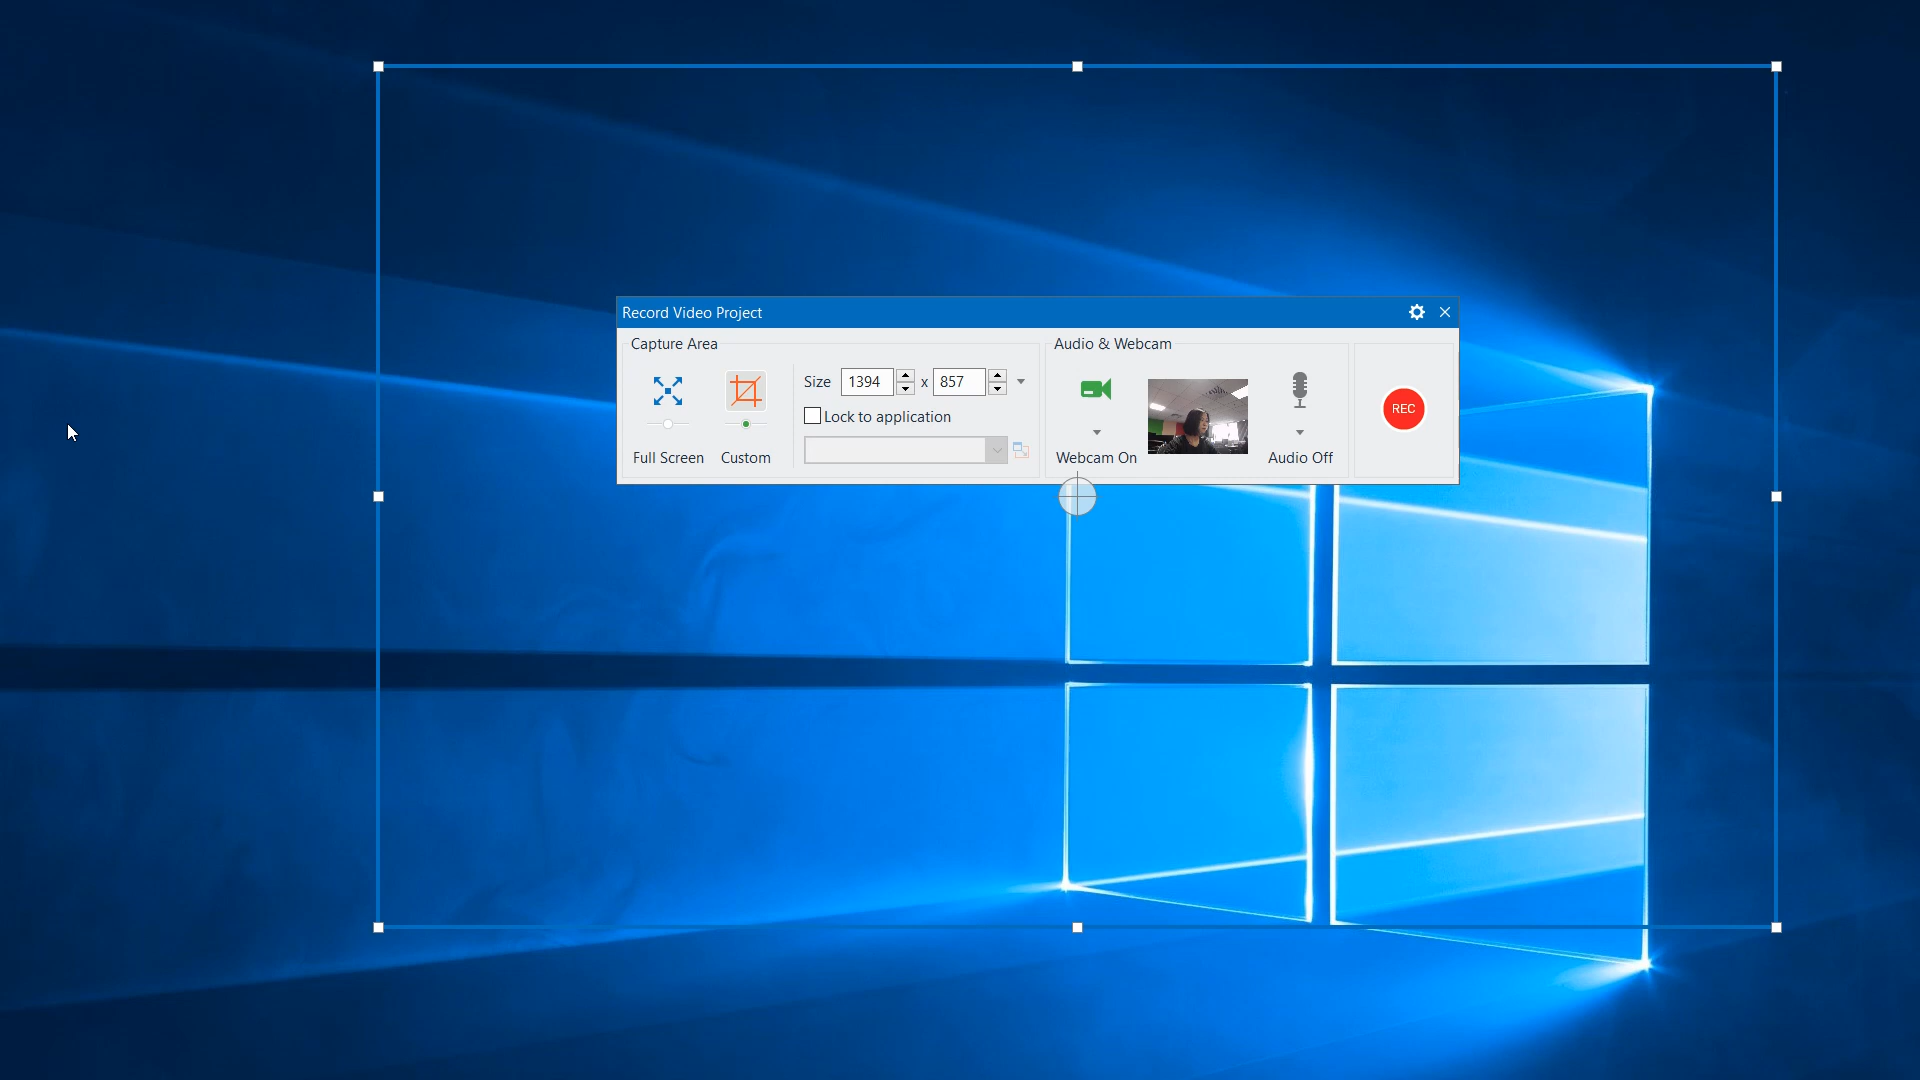 Record Video Project
Capture Area
Audio & Webcam
Size 1394 x 857
Lock to application
REC
Full Screen Custom
Webcam On
Audio Off